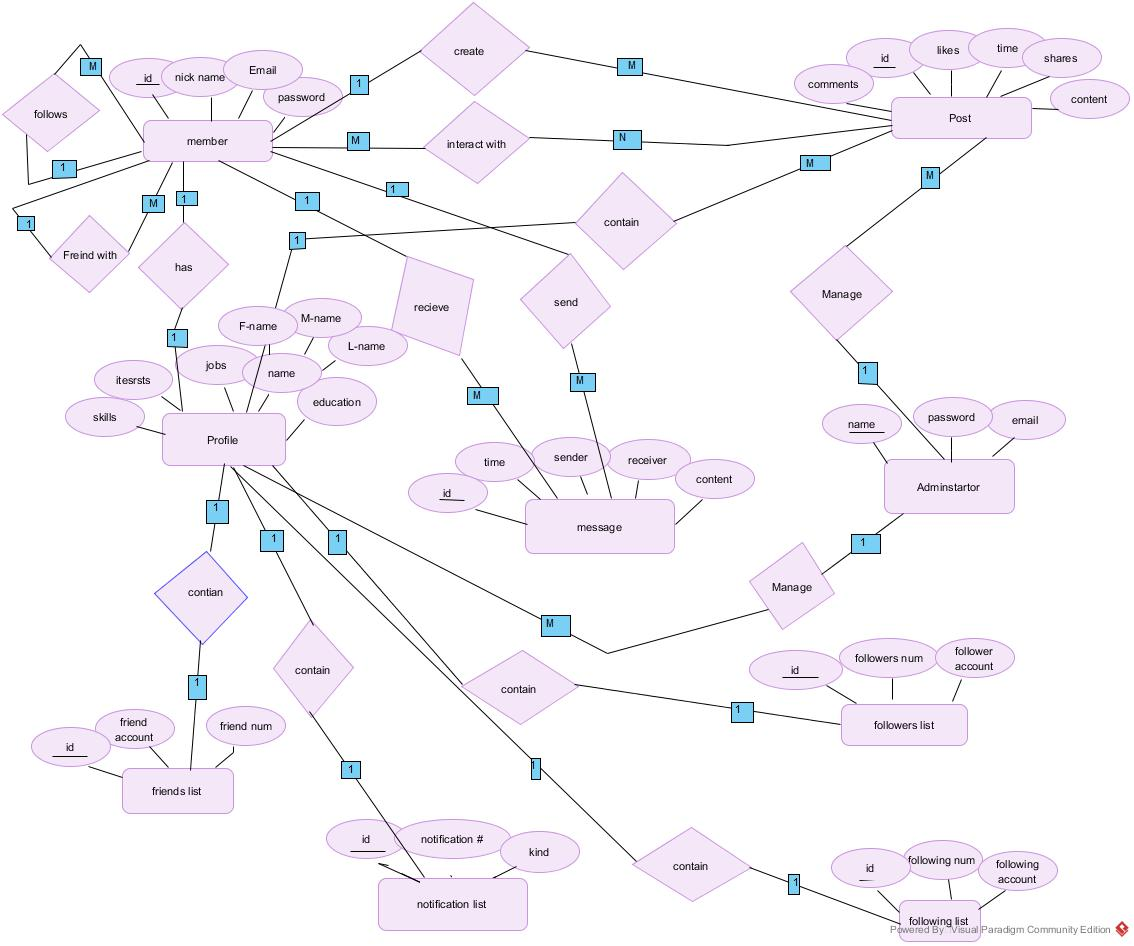 create
M
1
follows
M
id
nick name
Email
password
member
1
M
interact with
N
comments
id
likes
time
shares
content
Post
M
M
1
1
M
Freind with
1
has
1
1
1
1
contain
recieve
send
Manage
1
F-name
M-name
L-name
name
jobs
itesrsts
skills
education
Profile
M
M
time
sender
receiver
content
id
message
1
name
password
email
Adminstartor
1
Manage
M
1
1
1
contian
1
contain
contain
1
id
followers num
follower
account
followers list
id
friend
account
friend num
friends list
1
1
id
notification #
kind
notification list
contain
1
id
following num
following
account
following list
Powered By Visual Paradigm Community Edition